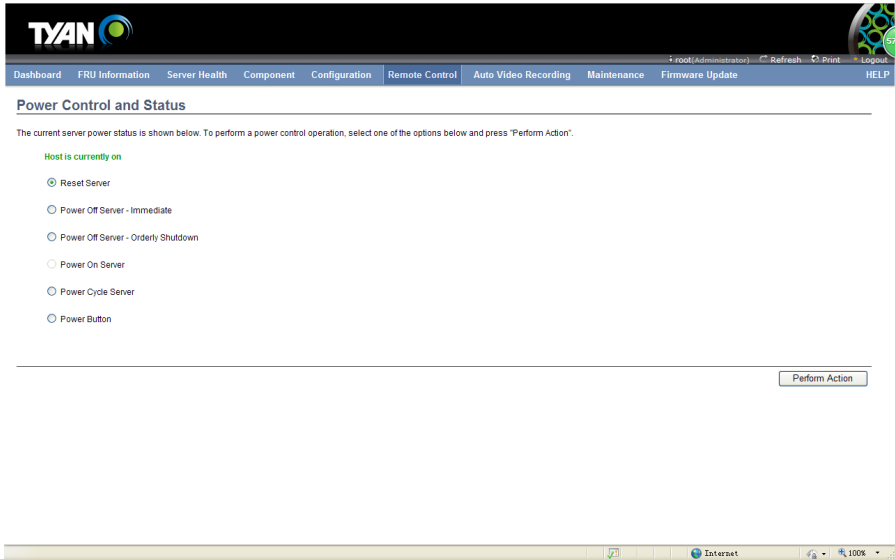 TYAN
57
root(Administrator) Refresh Print Logout
Dashboard FRU Information Server Health Component Configuration Remote Control Auto Video Recording Maintenance Firmware Update HELP
Power Control and Status
The current server power status is shown below. To perform a power control operation, select one of the options below and press "Perform Action".
Host is currently on
Reset Server
Power Off Server - Immediate
Power Off Server - Orderly Shutdown
Power On Server
Power Cycle Server
Power Button
Perform Action
Internet 100%